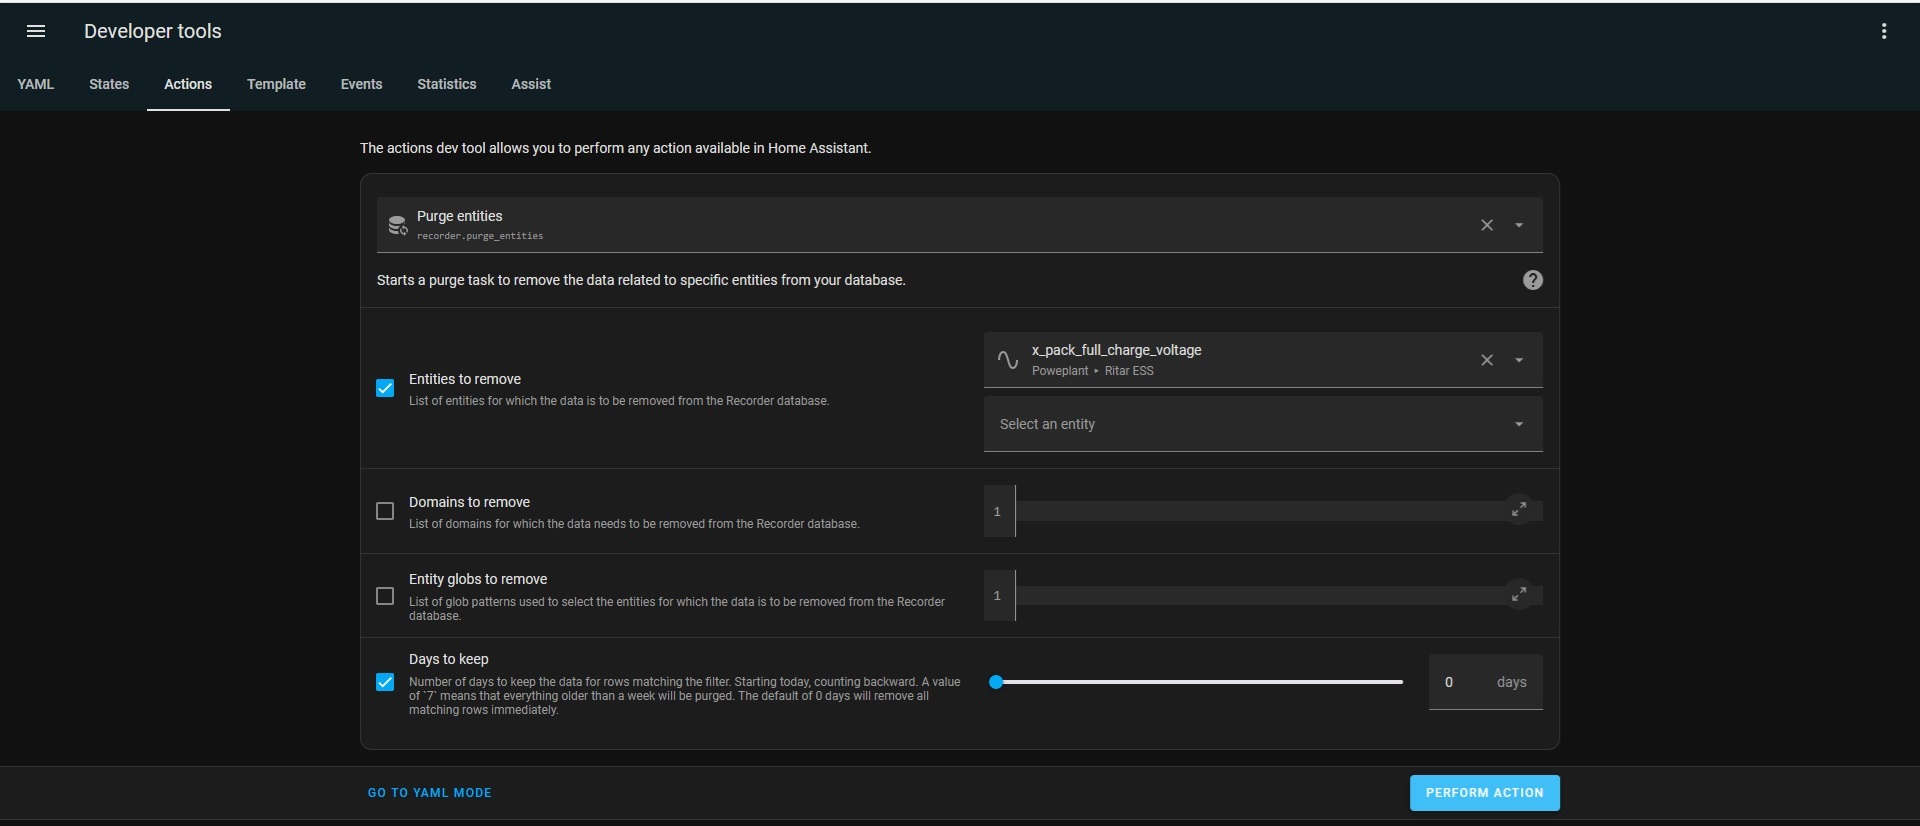 Developer tools
YAML
States
Actions
Template
Events
Statistics
Assist
The actions dev tool allows you to perform any action available in Home Assistant.
Purge entities
recorder.purge_entities
Starts a purge task to remove the data related to specific entities from your database.
Entities to remove
List of entities for which the data is to be removed from the Recorder database.
x_pack_full_charge_voltage
Poweplant ▸ Ritar ESS
Select an entity
Domains to remove
List of domains for which the data needs to be removed from the Recorder database.
1
Entity globs to remove
List of glob patterns used to select the entities for which the data is to be removed from the Recorder
database.
1
Days to keep
Number of days to keep the data for rows matching the filter. Starting today, counting backward. A value
of `7` means that everything older than a week will be purged. The default of 0 days will remove all
matching rows immediately.
0 days
GO TO YAML MODE
PERFORM ACTION